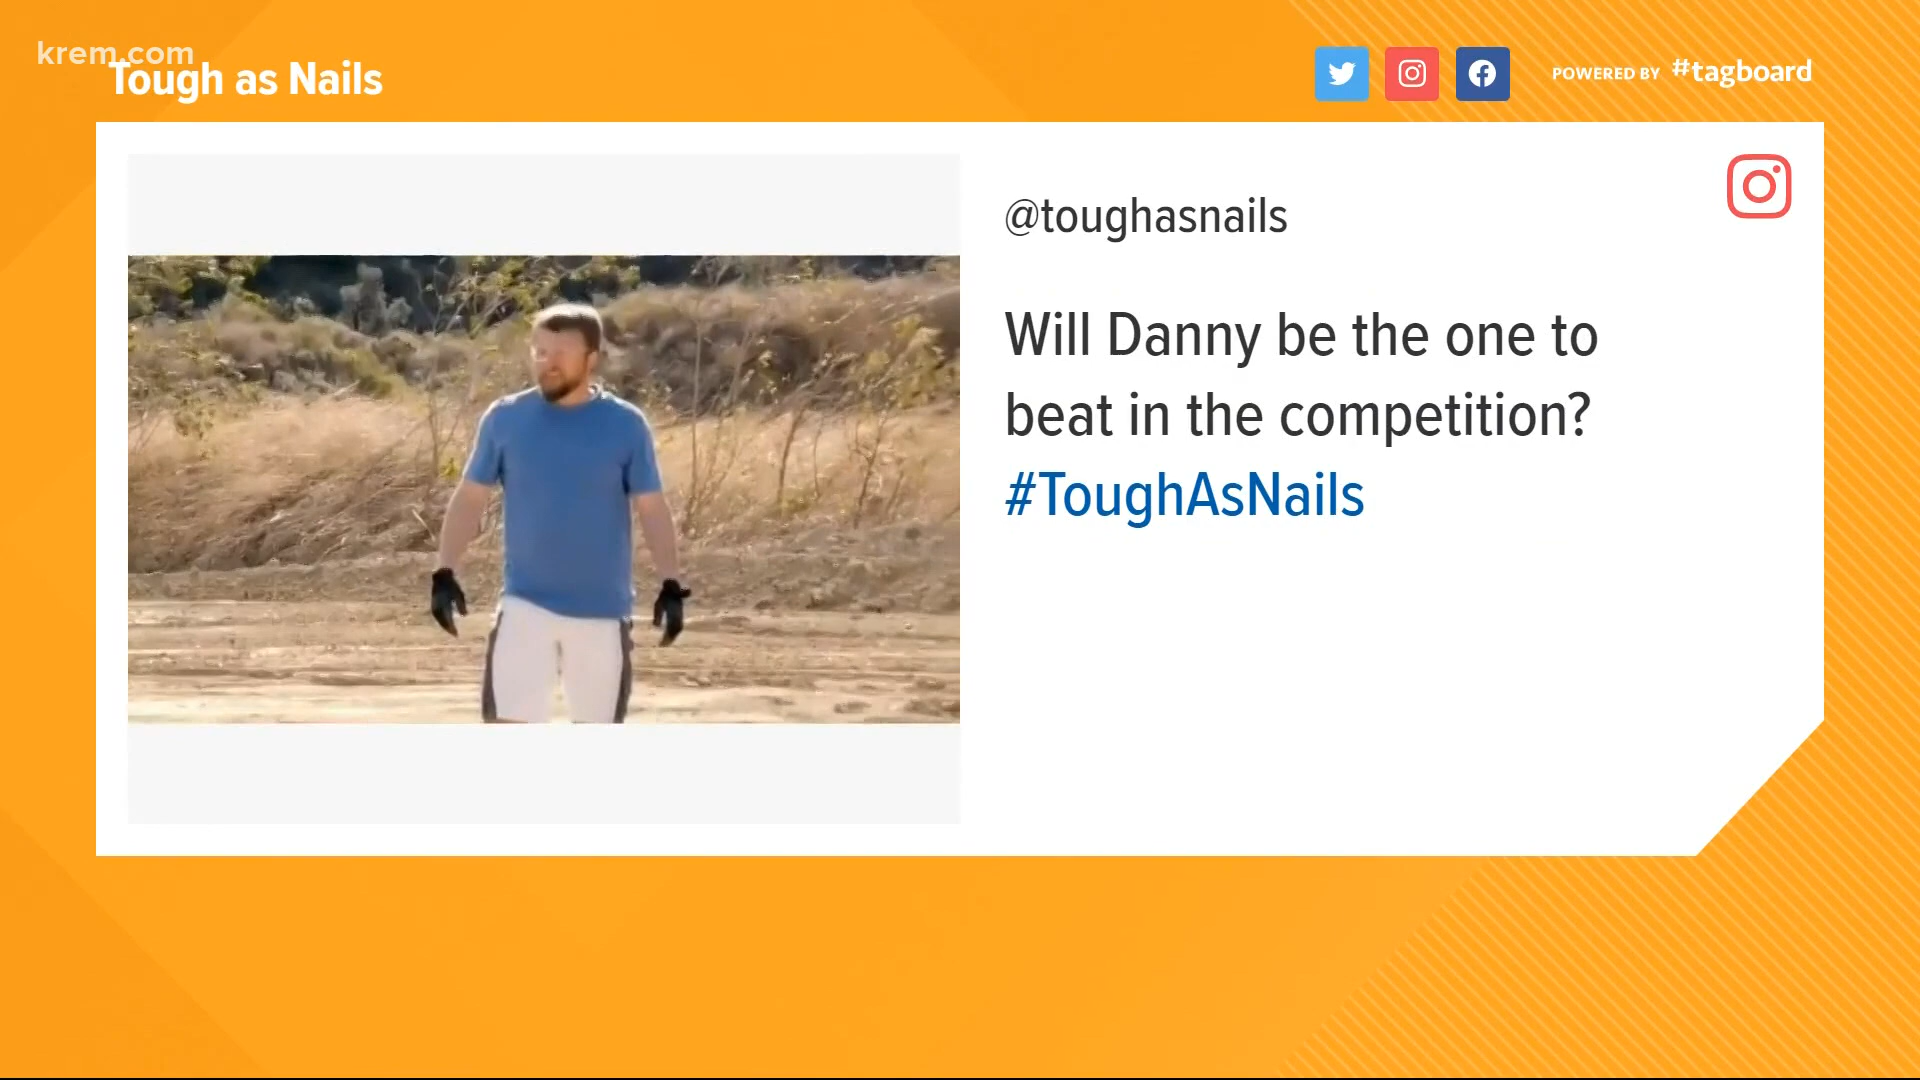 krem.com
Tough as Nails
POWERED BY #tagboard
@toughasnails
Will Danny be the one to
beat in the competition?
#ToughAsNails